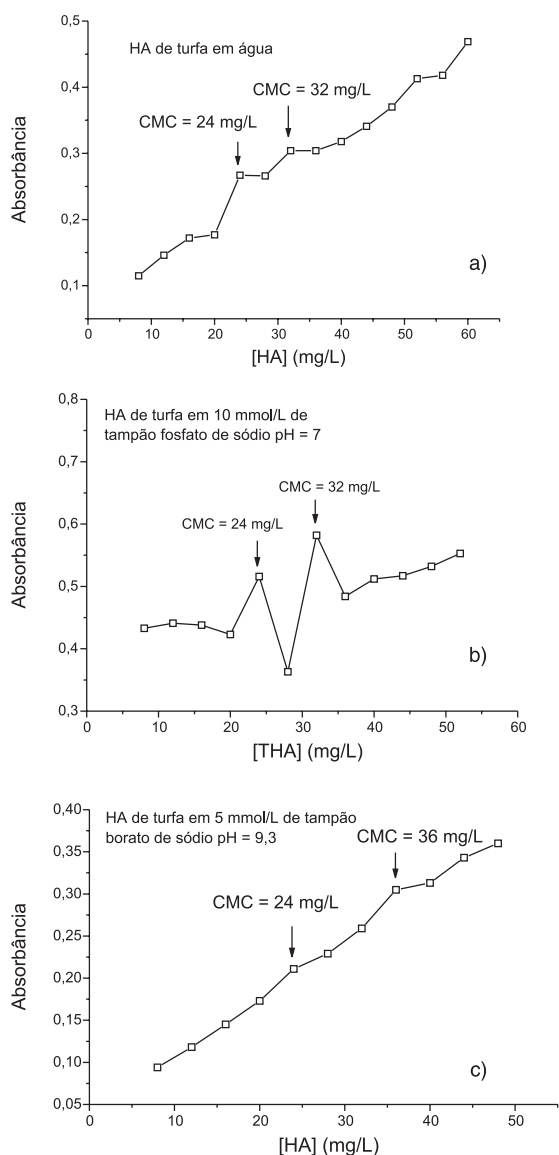 0,5
HA de turfa em água
0,4
CMC = 32 mg/L
CMC = 24 mg/L
0,3
Absorbância
0,2
0,1
a)
0 10 20 30 40 50 60
[HA] (mg/L)
0,8
HA de turfa em 10 mmol/L de
tampão fosfato de sódio pH = 7
0,7
CMC = 32 mg/L
0,6
CMC = 24 mg/L
Absorbância
0,5
0,4
b)
0,3
0 10 20 30 40 50 60
[THA] (mg/L)
0,40
HA de turfa em 5 mmol/L de tampão
borato de sódio pH = 9,3
CMC = 36 mg/L
0,35
0,30
CMC = 24 mg/L
0,25
Absorbância
0,20
0,15
0,10
c)
0,05
0 10 20 30 40 50
[HA] (mg/L)